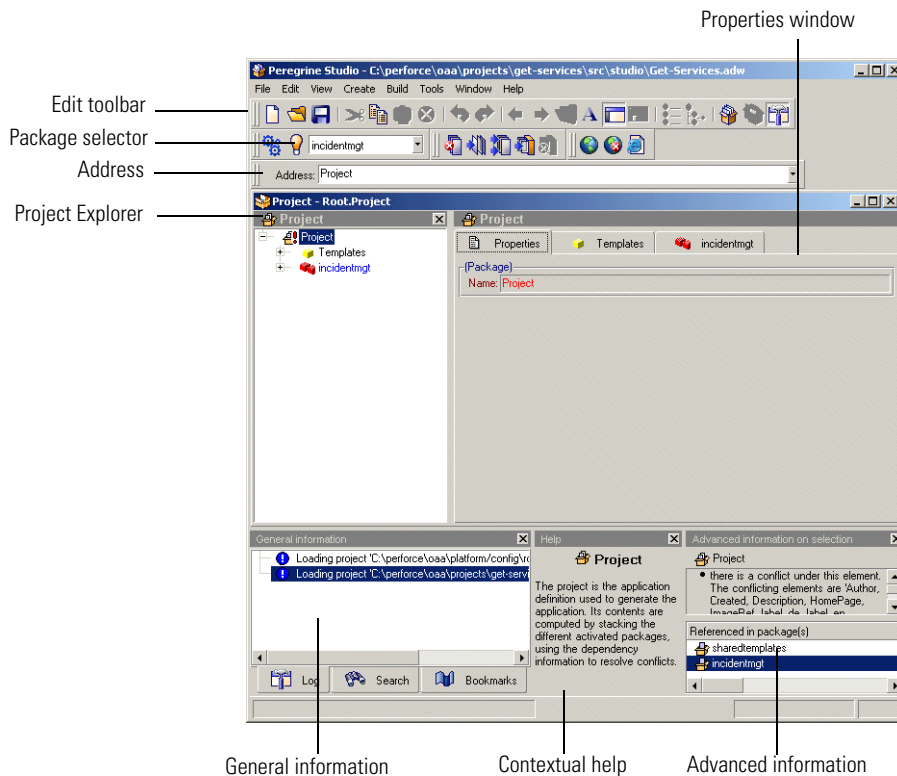 Properties window
Peregrine Studio - C:\perforce\oaa\projects\get-services\src\studio\Get-Services.adw
File Edit View Create Build Tools Window Help
Edit toolbar
Package selector
incidentmgt
Address
Address: Project
Project - Root.Project
Project Explorer
Project
Project
Project
Templates
incidentmgt
Properties
Templates
incidentmgt
(Package)
Name: Project
General information
Loading project 'C:\perforce\oaa\platform/config\rc
Loading project 'C:\perforce\oaa\projects\get-servi
Log
Search
Bookmarks
Help
Project
The project is the application
definition used to generate the
application. Its contents are
computed by stacking the
different activated packages,
using the dependency
information to resolve conflicts.
Advanced information on selection
Project
• there is a conflict under this element.
The conflicting elements are 'Author,
Created, Description, HomePage,
ImageRef, label_de, label_en
Referenced in package(s)
sharedtemplates
incidentmgt
General information
Contextual help
Advanced information